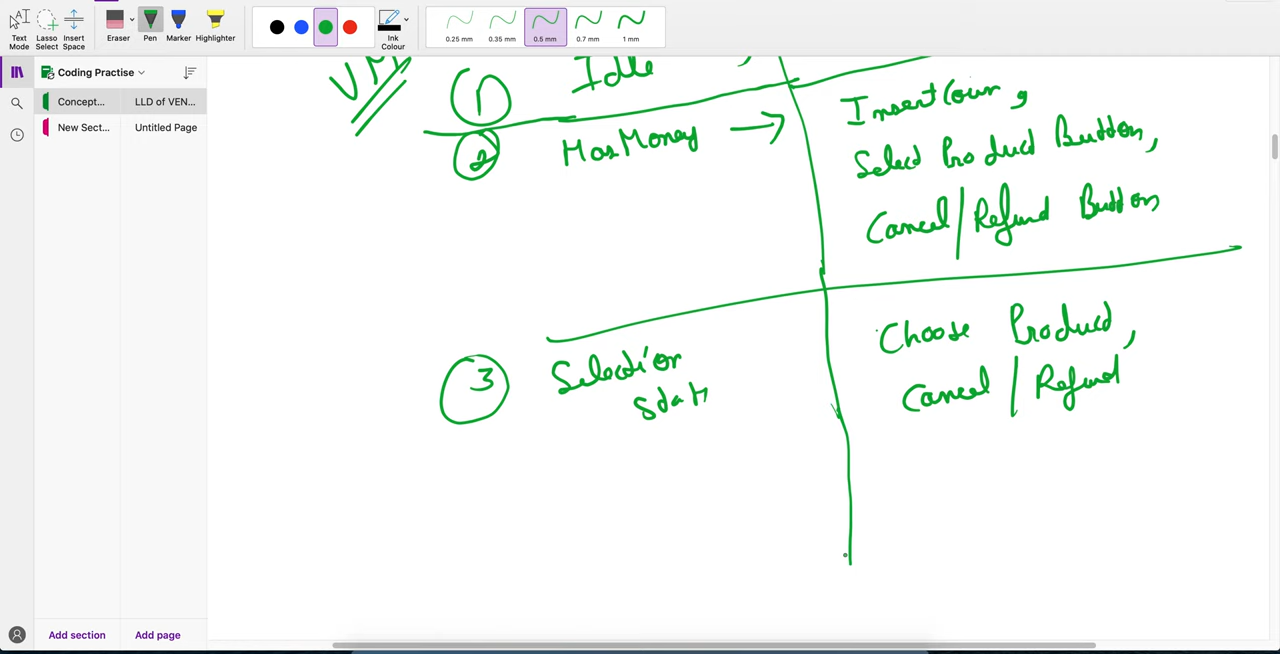 Text Mode
Lasso Select
Insert Space
Eraser
Pen
Marker
Highlighter
Ink Colour
0.25 mm
0.35 mm
0.5 mm
0.7 mm
1 mm
Coding Practise
Concept...
LLD of VEN...
New Sect...
Untitled Page
Add section
Add page
1 Idle
2 HasMoney
InsertCoin,
Select Product Button,
Cancel / Refund Button
3 Selection
State
Choose Product,
Cancel / Refund